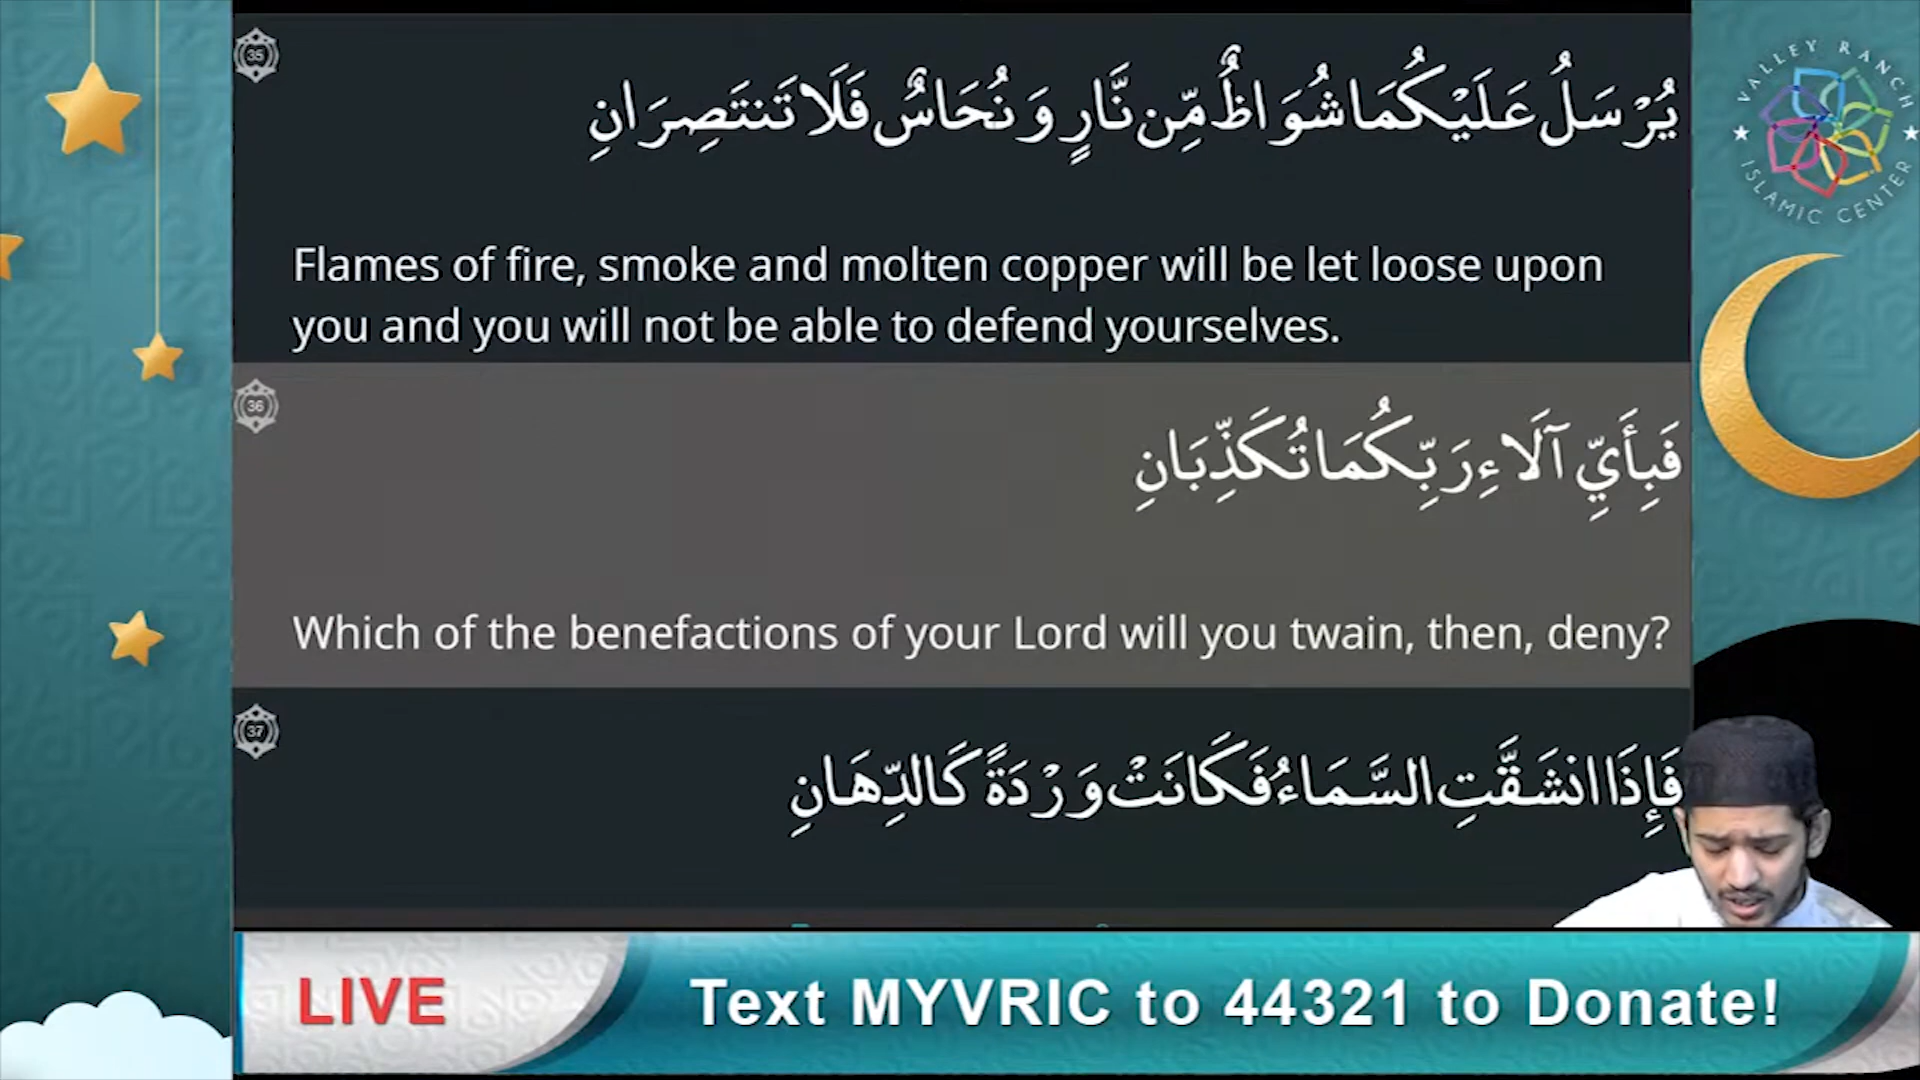 35
يُرْسَلُ عَلَيْكُمَا شُوَاظٌ مِّن نَّارٍ وَنُحَاسٌ فَلَا تَنتَصِرَانِ
Flames of fire, smoke and molten copper will be let loose upon
you and you will not be able to defend yourselves.
36
فَبِأَيِّ آلَاءِ رَبِّكُمَا تُكَذِّبَانِ
Which of the benefactions of your Lord will you twain, then, deny?
37
فَإِذَا انشَقَّتِ السَّمَاءُ فَكَانَتْ وَرْدَةً كَالدِّهَانِ
VALLEY RANCH
ISLAMIC CENTER
LIVE
Text MYVRIC to 44321 to Donate!